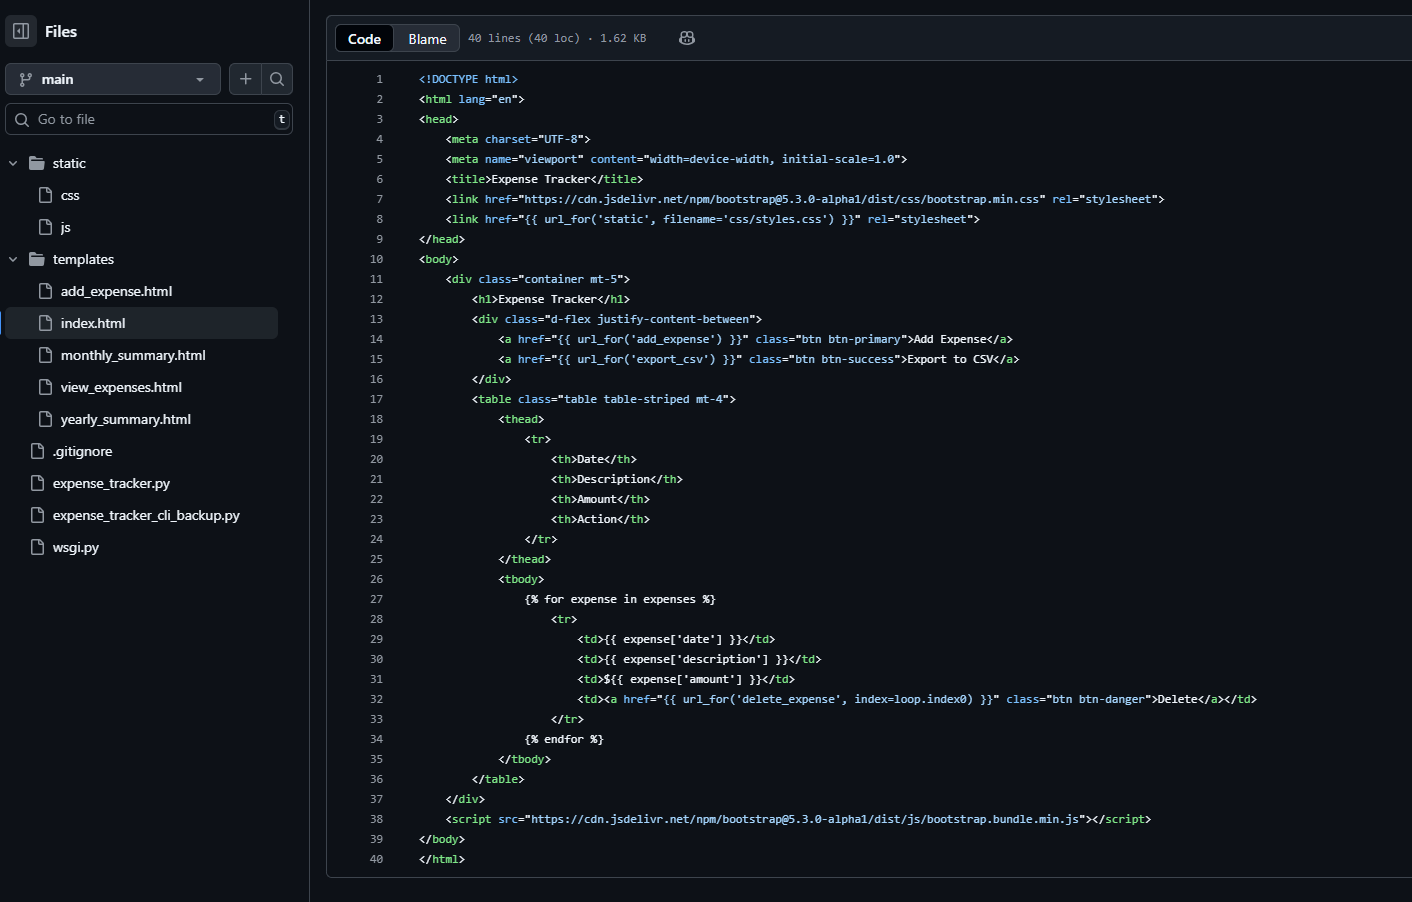 Files
main
Go to file
t
static
css
js
templates
add_expense.html
index.html
monthly_summary.html
view_expenses.html
yearly_summary.html
.gitignore
expense_tracker.py
expense_tracker_cli_backup.py
wsgi.py
Code Blame 40 lines (40 loc) · 1.62 KB
1 <!DOCTYPE html>
2 <html lang="en">
3 <head>
4     <meta charset="UTF-8">
5     <meta name="viewport" content="width=device-width, initial-scale=1.0">
6     <title>Expense Tracker</title>
7     <link href="https://cdn.jsdelivr.net/npm/bootstrap@5.3.0-alpha1/dist/css/bootstrap.min.css" rel="stylesheet">
8     <link href="{{ url_for('static', filename='css/styles.css') }}" rel="stylesheet">
9 </head>
10 <body>
11     <div class="container mt-5">
12         <h1>Expense Tracker</h1>
13         <div class="d-flex justify-content-between">
14             <a href="{{ url_for('add_expense') }}" class="btn btn-primary">Add Expense</a>
15             <a href="{{ url_for('export_csv') }}" class="btn btn-success">Export to CSV</a>
16         </div>
17         <table class="table table-striped mt-4">
18             <thead>
19                 <tr>
20                     <th>Date</th>
21                     <th>Description</th>
22                     <th>Amount</th>
23                     <th>Action</th>
24                 </tr>
25             </thead>
26             <tbody>
27                 {% for expense in expenses %}
28                     <tr>
29                         <td>{{ expense['date'] }}</td>
30                         <td>{{ expense['description'] }}</td>
31                         <td>${{ expense['amount'] }}</td>
32                         <td><a href="{{ url_for('delete_expense', index=loop.index0) }}" class="btn btn-danger">Delete</a></td>
33                     </tr>
34                 {% endfor %}
35             </tbody>
36         </table>
37     </div>
38     <script src="https://cdn.jsdelivr.net/npm/bootstrap@5.3.0-alpha1/dist/js/bootstrap.bundle.min.js"></script>
39 </body>
40 </html>